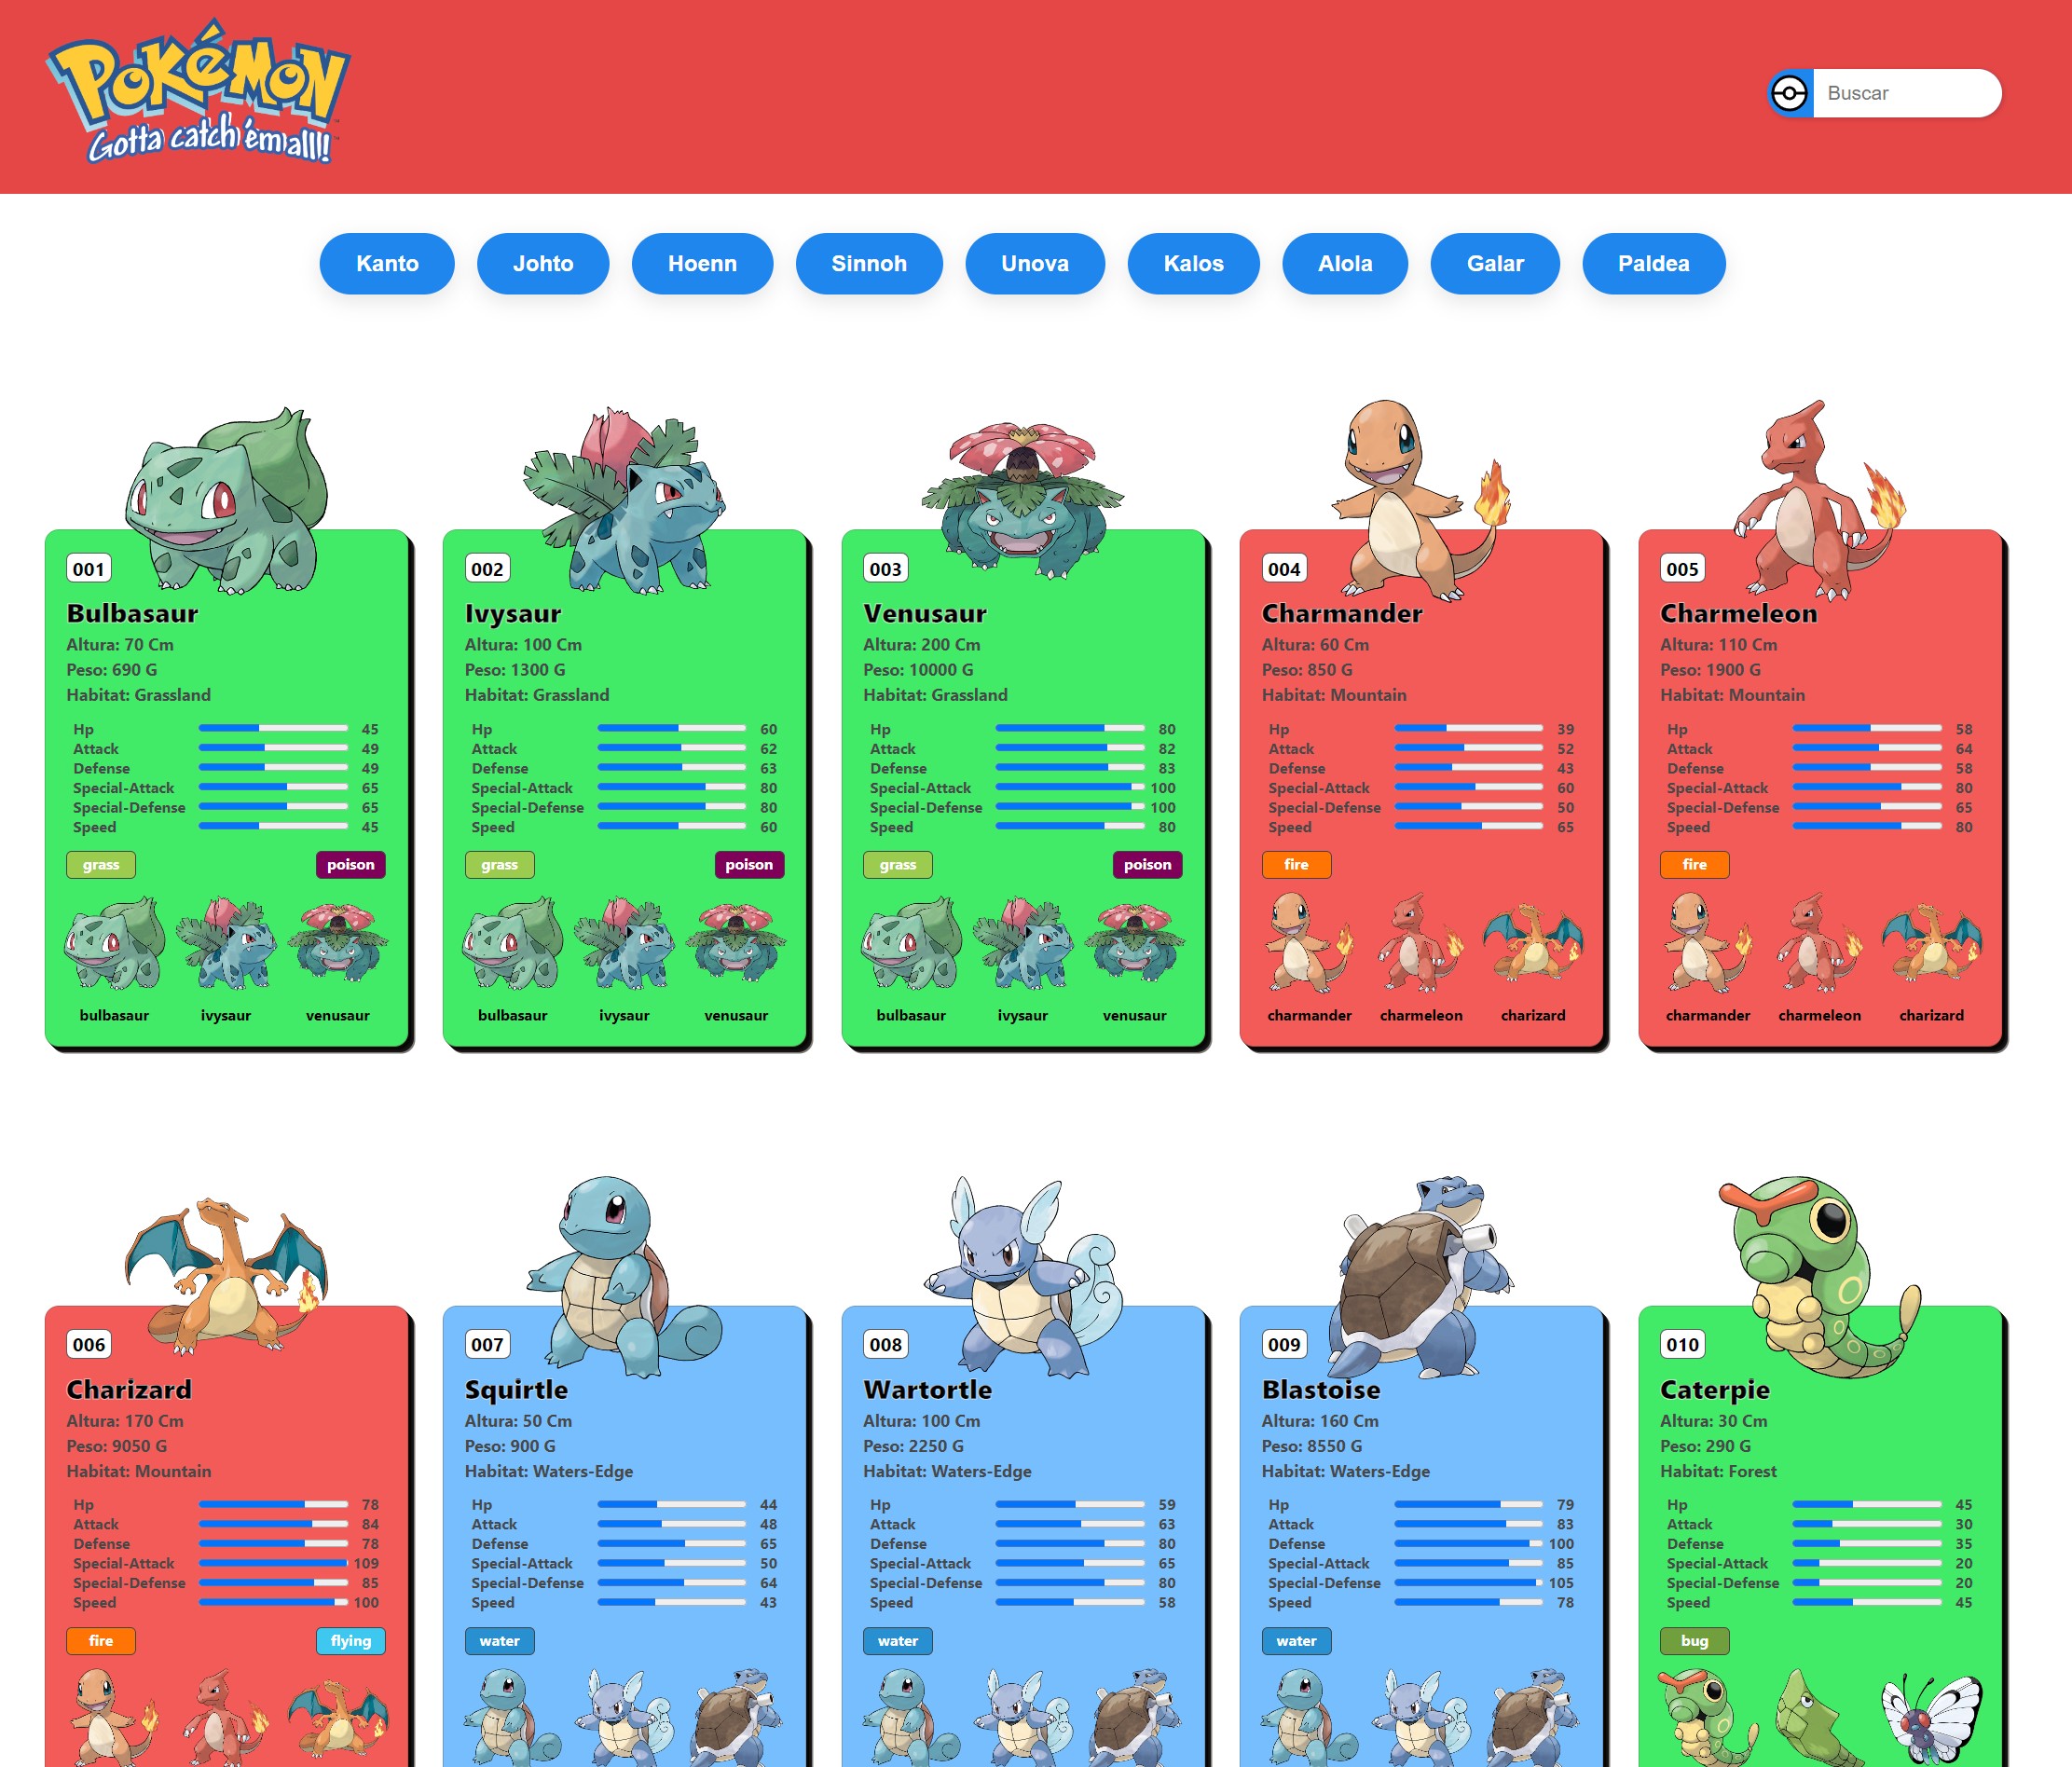 POKéMON
Gotta catch 'em all!
Buscar
Kanto Johto Hoenn Sinnoh Unova Kalos Alola Galar Paldea
001
Bulbasaur
Altura: 70 Cm
Peso: 690 G
Habitat: Grassland
Hp 45
Attack 49
Defense 49
Special-Attack 65
Special-Defense 65
Speed 45
grass poison
bulbasaur ivysaur venusaur
002
Ivysaur
Altura: 100 Cm
Peso: 1300 G
Habitat: Grassland
Hp 60
Attack 62
Defense 63
Special-Attack 80
Special-Defense 80
Speed 60
grass poison
bulbasaur ivysaur venusaur
003
Venusaur
Altura: 200 Cm
Peso: 10000 G
Habitat: Grassland
Hp 80
Attack 82
Defense 83
Special-Attack 100
Special-Defense 100
Speed 80
grass poison
bulbasaur ivysaur venusaur
004
Charmander
Altura: 60 Cm
Peso: 850 G
Habitat: Mountain
Hp 39
Attack 52
Defense 43
Special-Attack 60
Special-Defense 50
Speed 65
fire
charmander charmeleon charizard
005
Charmeleon
Altura: 110 Cm
Peso: 1900 G
Habitat: Mountain
Hp 58
Attack 64
Defense 58
Special-Attack 80
Special-Defense 65
Speed 80
fire
charmander charmeleon charizard
006
Charizard
Altura: 170 Cm
Peso: 9050 G
Habitat: Mountain
Hp 78
Attack 84
Defense 78
Special-Attack 109
Special-Defense 85
Speed 100
fire flying
007
Squirtle
Altura: 50 Cm
Peso: 900 G
Habitat: Waters-Edge
Hp 44
Attack 48
Defense 65
Special-Attack 50
Special-Defense 64
Speed 43
water
008
Wartortle
Altura: 100 Cm
Peso: 2250 G
Habitat: Waters-Edge
Hp 59
Attack 63
Defense 80
Special-Attack 65
Special-Defense 80
Speed 58
water
009
Blastoise
Altura: 160 Cm
Peso: 8550 G
Habitat: Waters-Edge
Hp 79
Attack 83
Defense 100
Special-Attack 85
Special-Defense 105
Speed 78
water
010
Caterpie
Altura: 30 Cm
Peso: 290 G
Habitat: Forest
Hp 45
Attack 30
Defense 35
Special-Attack 20
Special-Defense 20
Speed 45
bug